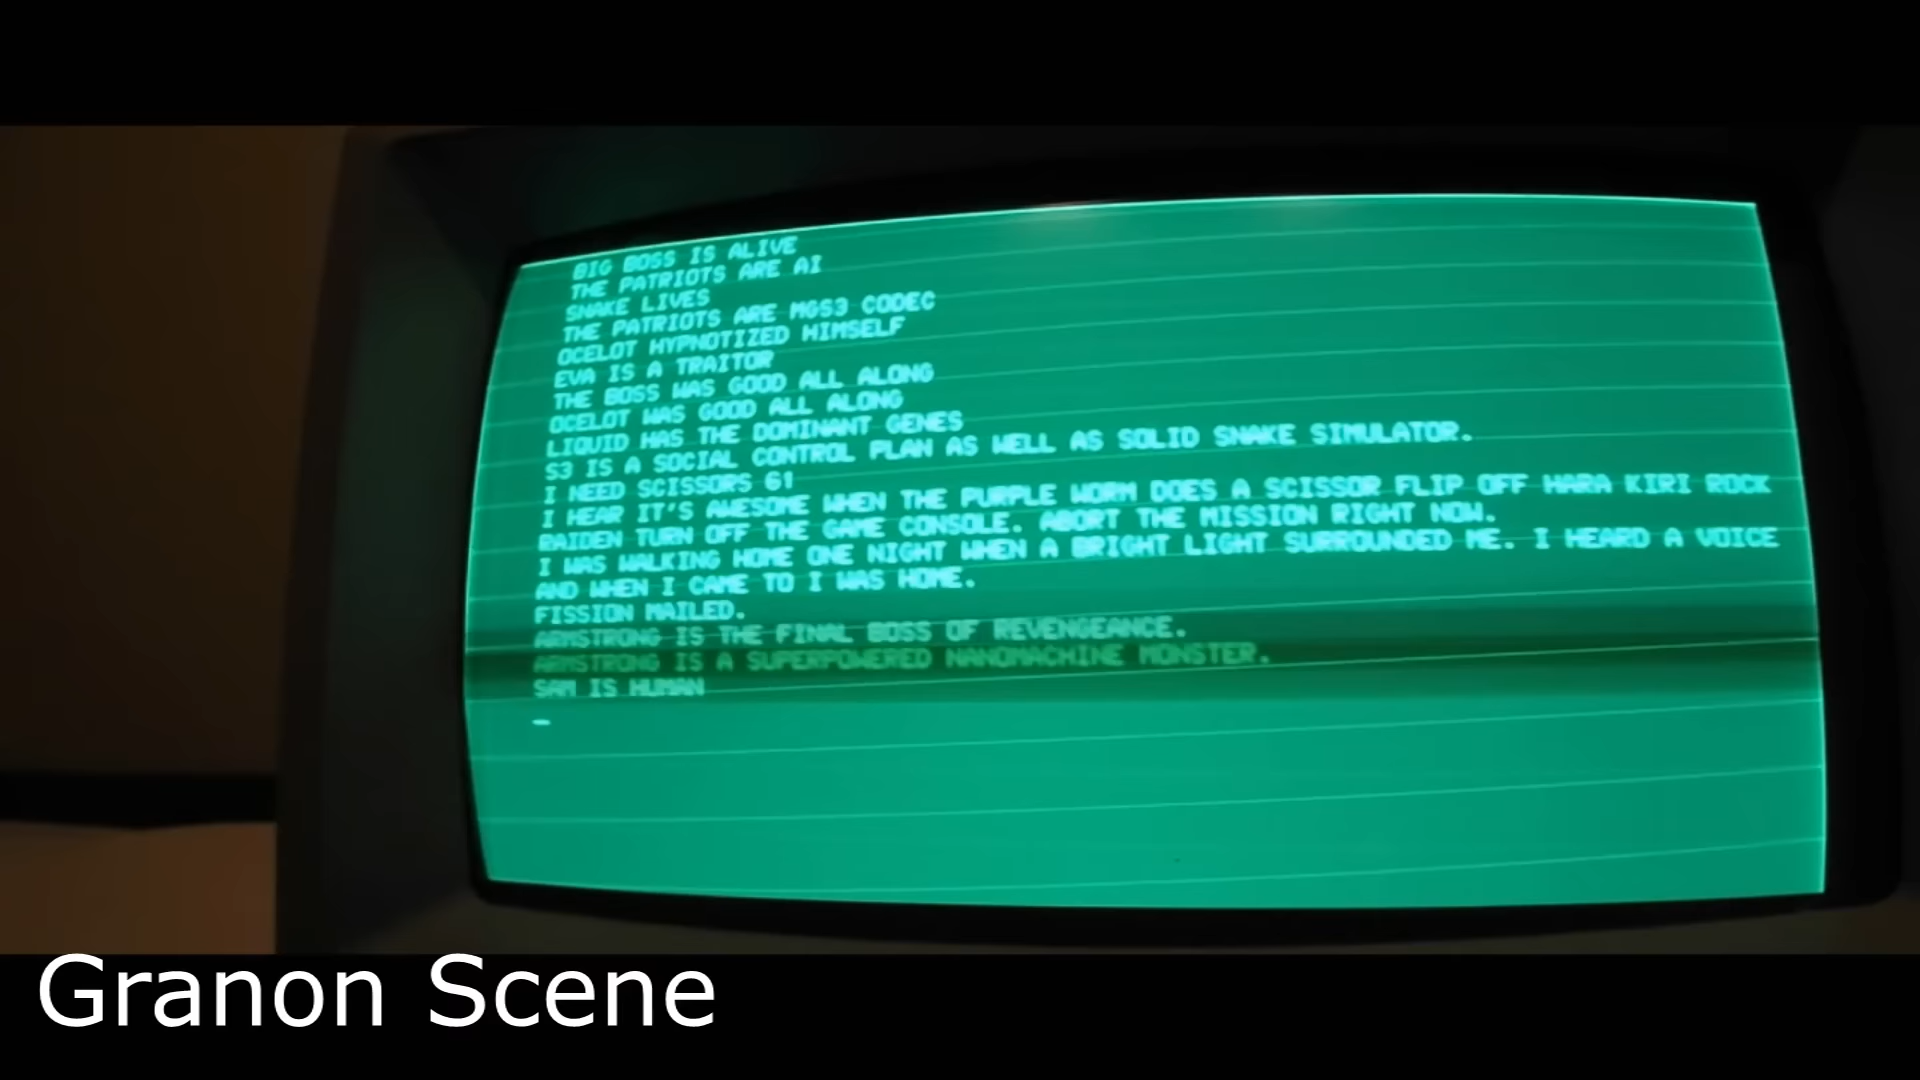 BIG BOSS IS ALIVE
THE PATRIOTS ARE AI
SNAKE LIVES
THE PATRIOTS ARE MGS3 CODEC
OCELOT HYPNOTIZED HIMSELF
EVA IS A TRAITOR
THE BOSS WAS GOOD ALL ALONG
OCELOT WAS GOOD ALL ALONG
LIQUID HAS THE DOMINANT GENES
S3 IS A SOCIAL CONTROL PLAN AS WELL AS SOLID SNAKE SIMULATOR.
I NEED SCISSORS 61
I HEAR IT'S AWESOME WHEN THE PURPLE WORM DOES A SCISSOR FLIP OFF HARA KIRI ROCK
RAIDEN TURN OFF THE GAME CONSOLE. ABORT THE MISSION RIGHT NOW.
I WAS WALKING HOME ONE NIGHT WHEN A BRIGHT LIGHT SURROUNDED ME. I HEARD A VOICE
AND WHEN I CAME TO I WAS HOME.
FISSION MAILED.
ARMSTRONG IS THE FINAL BOSS OF REVENGEANCE.
ARMSTRONG IS A SUPERPOWERED NANOMACHINE MONSTER.
SAM IS HUMAN
Granon Scene